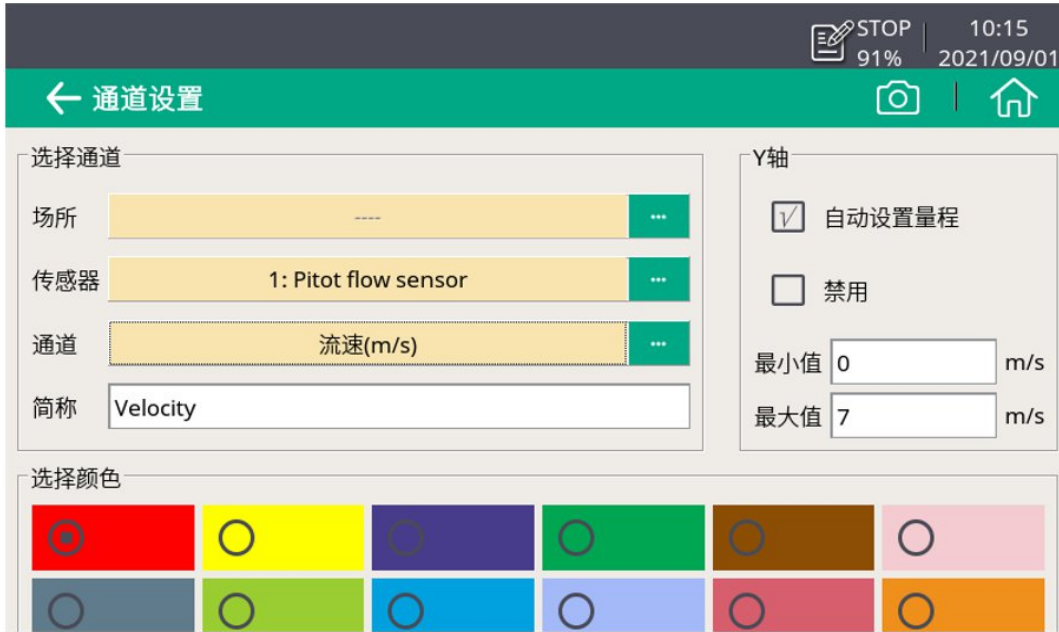 STOP 10:15
91% 2021/09/01
通道设置
选择通道
场所 ----
传感器 1: Pitot flow sensor
通道 流速(m/s)
简称 Velocity
Y轴
√ 自动设置量程
禁用
最小值 0 m/s
最大值 7 m/s
选择颜色